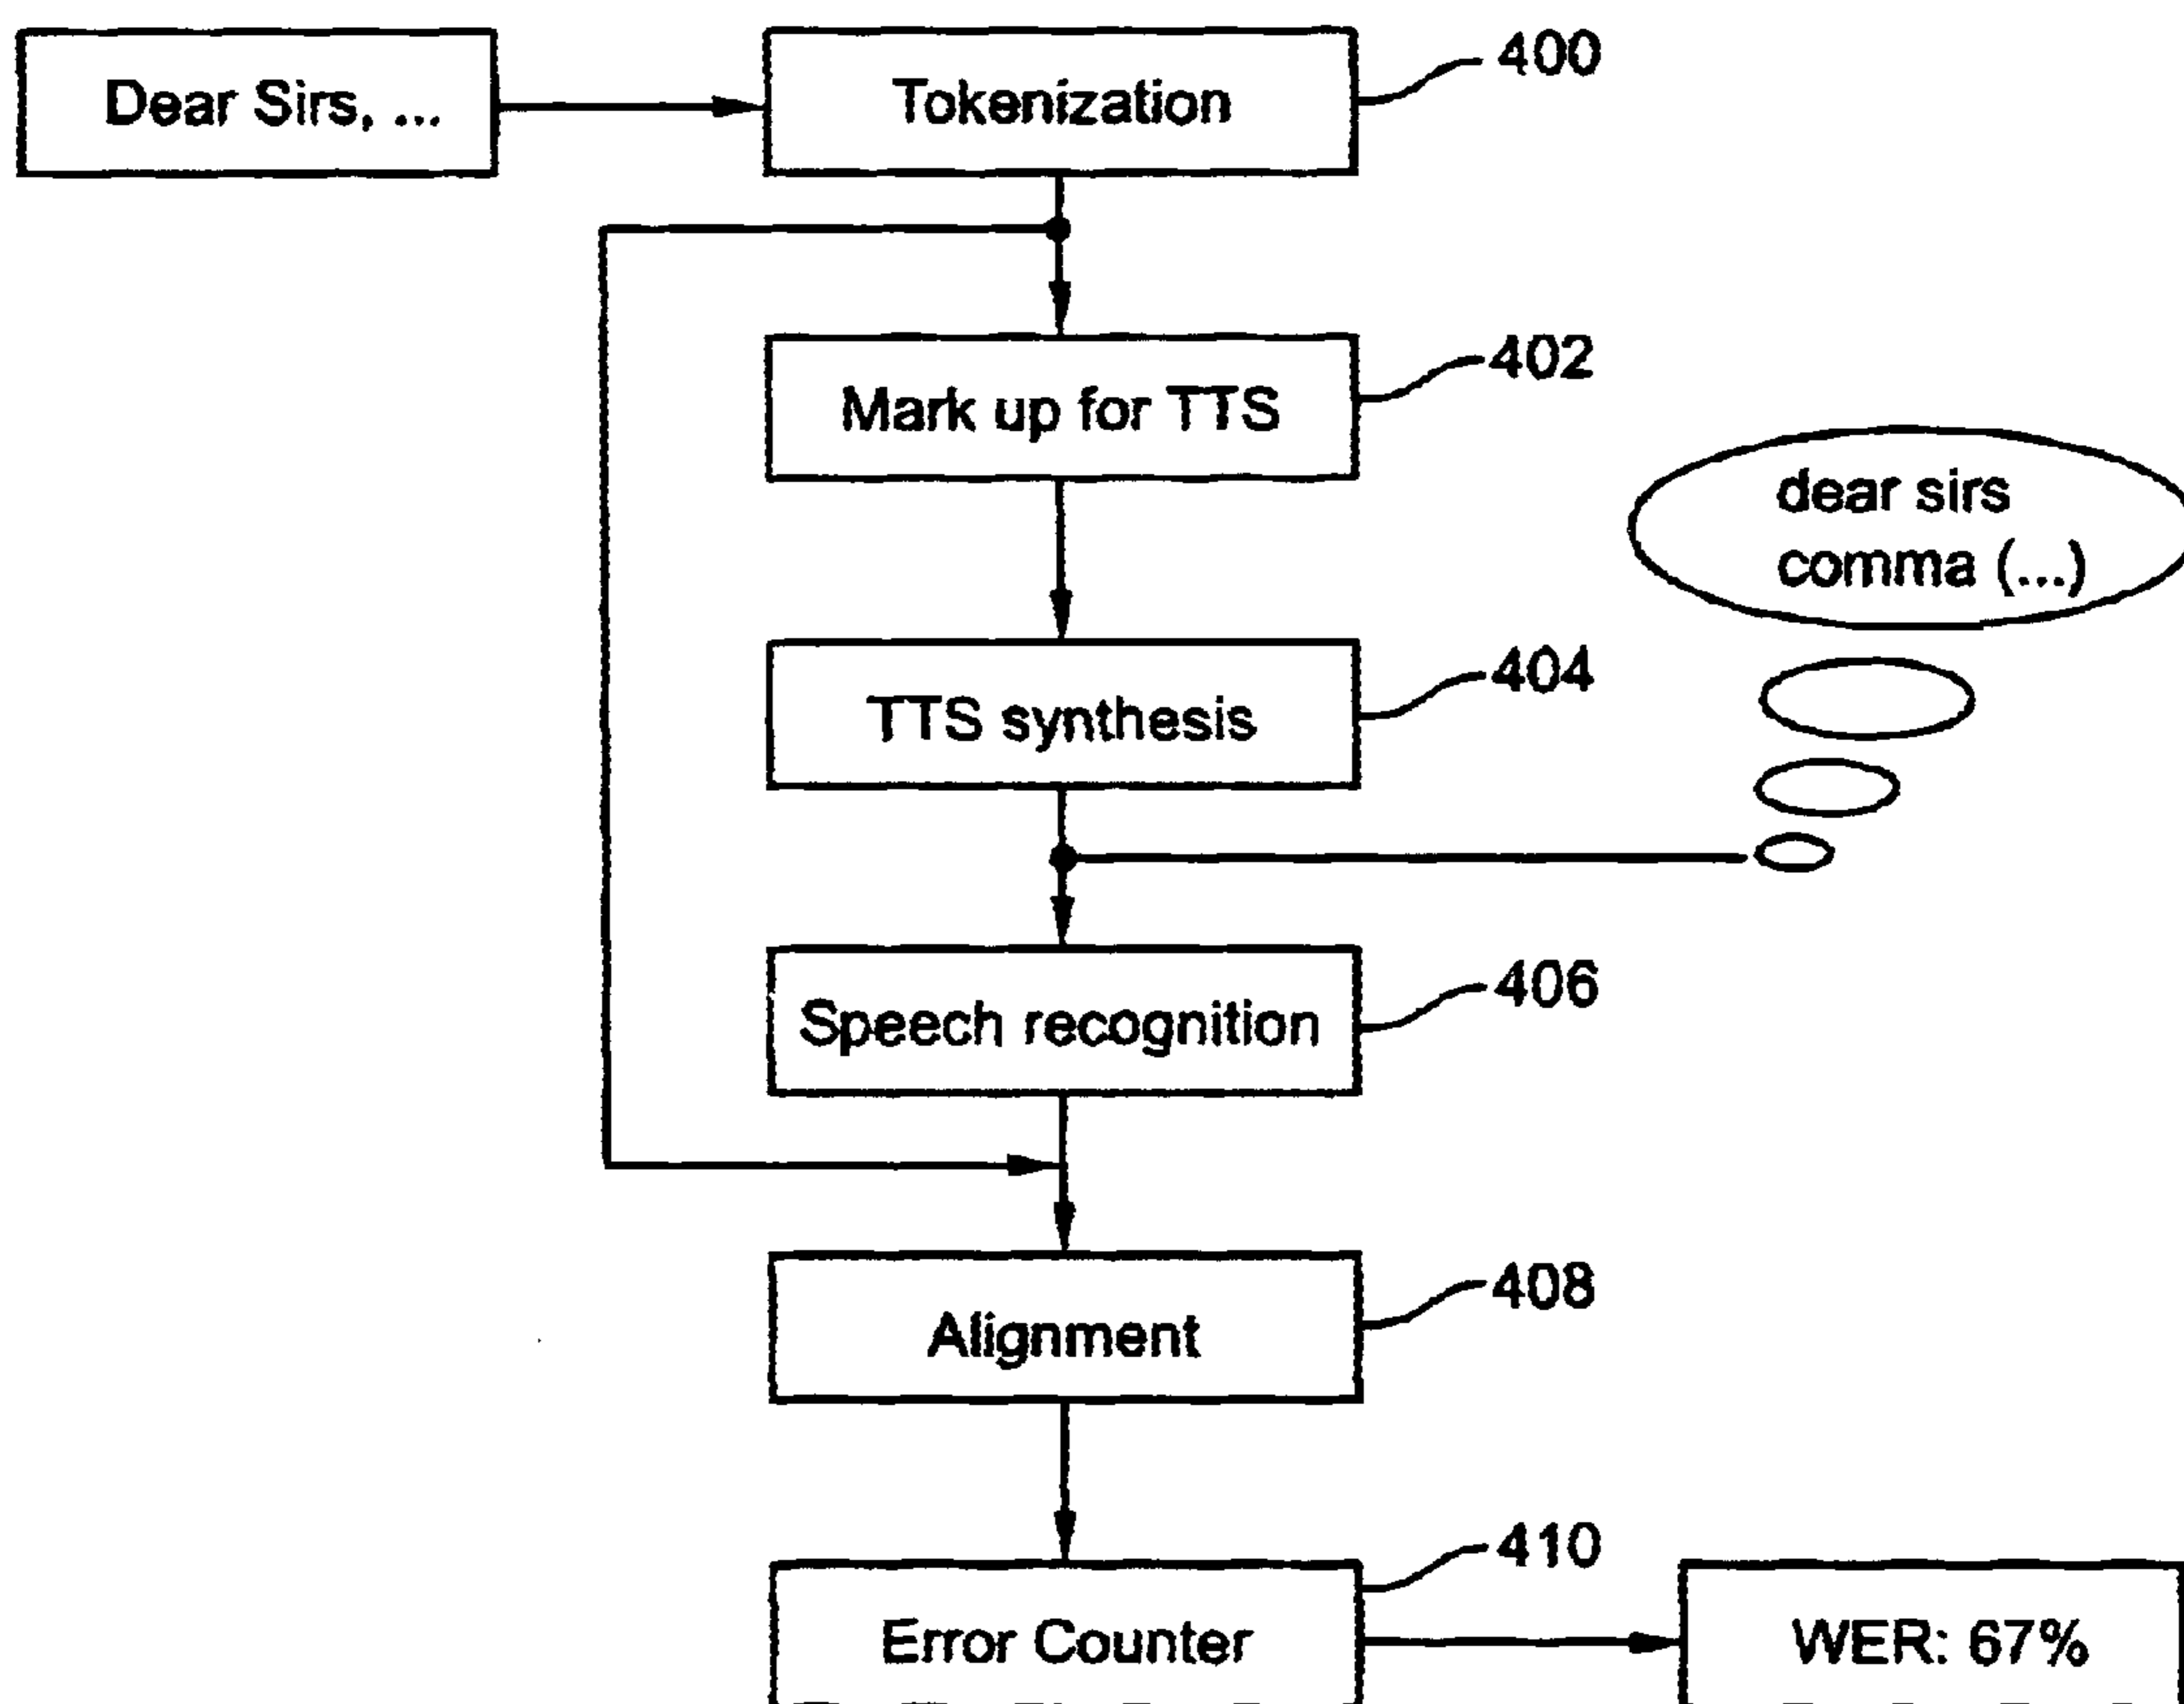 Dear Sirs, ...
Tokenization
400
Mark up for TTS
402
dear sirs
comma (...)
TTS synthesis
404
Speech recognition
406
Alignment
408
Error Counter
410
WER: 67%